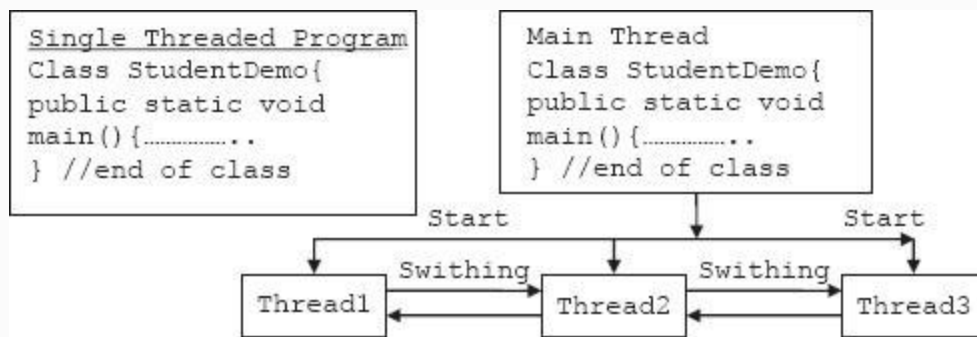 Single Threaded Program
Class StudentDemo{
public static void
main(){……………..
} //end of class
Main Thread
Class StudentDemo{
public static void
main(){……………..
} //end of class
Start
Start
Swithing
Swithing
Thread1
Thread2
Thread3